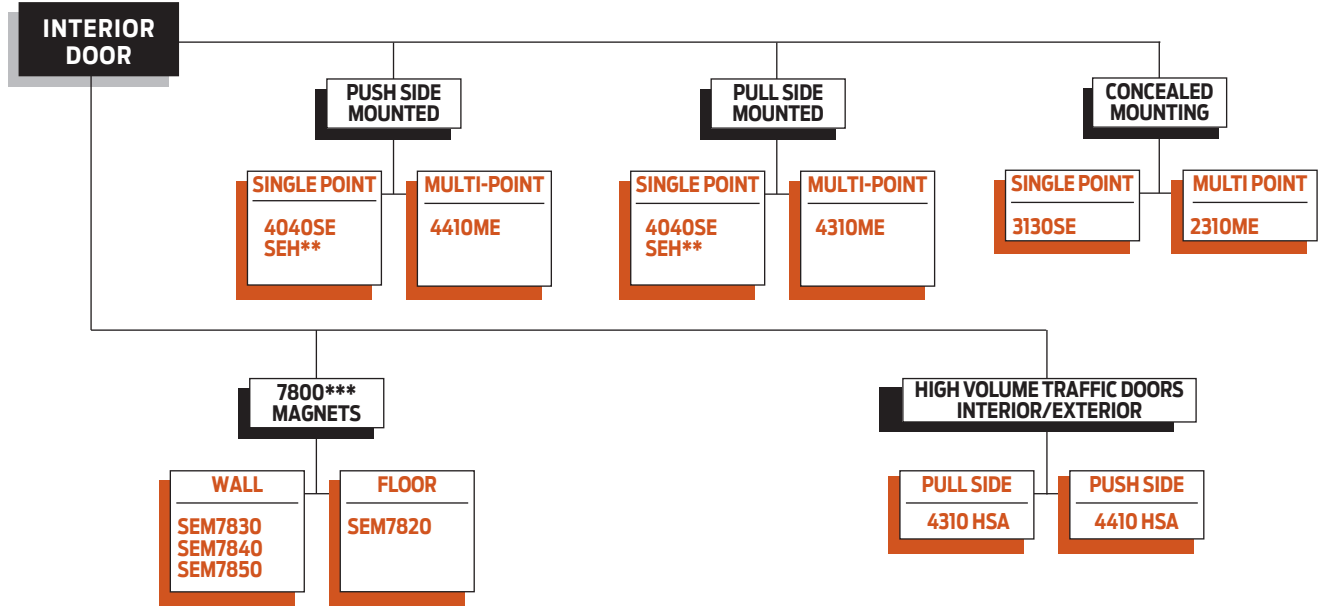 INTERIOR
DOOR
PUSH SIDE
MOUNTED
PULL SIDE
MOUNTED
CONCEALED
MOUNTING
SINGLE POINT
4040SE
SEH**
MULTI-POINT
4410ME
SINGLE POINT
4040SE
SEH**
MULTI-POINT
4310ME
SINGLE POINT
3130SE
MULTI POINT
2310ME
7800***
MAGNETS
HIGH VOLUME TRAFFIC DOORS
INTERIOR/EXTERIOR
WALL
SEM7830
SEM7840
SEM7850
FLOOR
SEM7820
PULL SIDE
4310 HSA
PUSH SIDE
4410 HSA